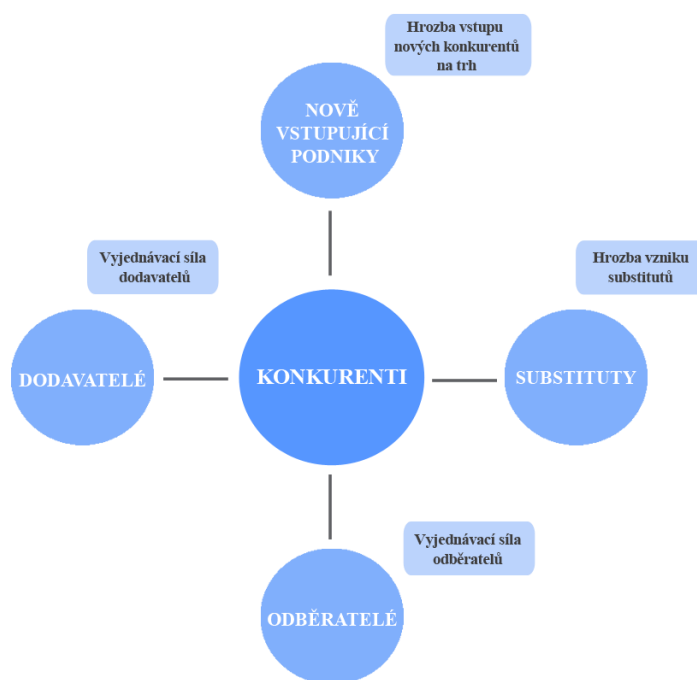 Hrozba vstupu
nových konkurentů
na trh
NOVĚ
VSTUPUJÍCÍ
PODNIKY
Vyjednávací síla
dodavatelů
Hrozba vzniku
substitutů
DODAVATELÉ
KONKURENTI
SUBSTITUTY
Vyjednávací síla
odběratelů
ODBĚRATELÉ